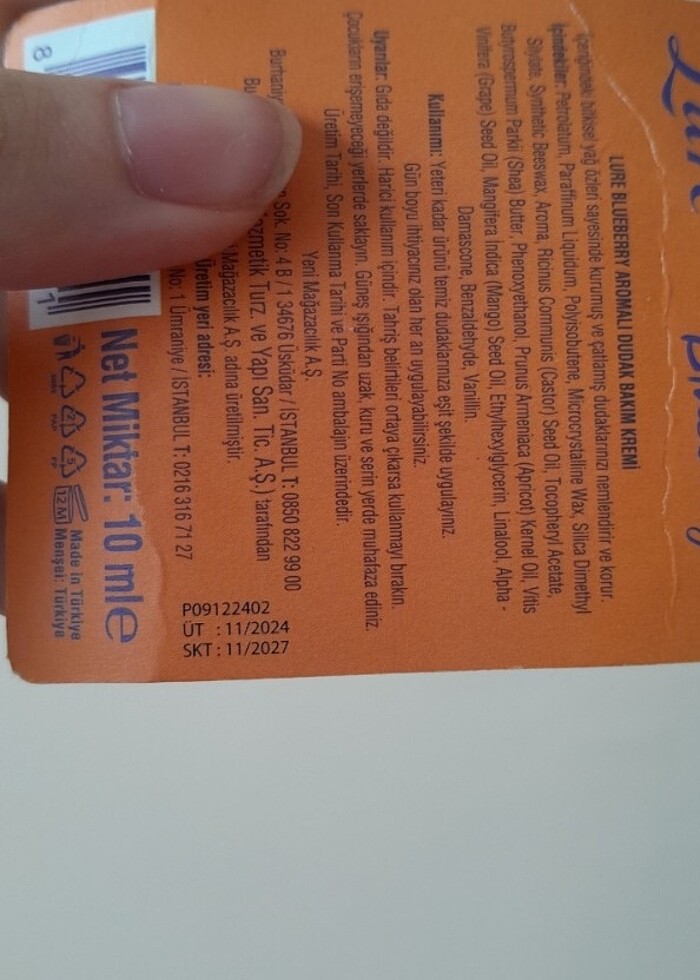 LURE BLUEBERRY AROMALI DUDAK BAKIM KREMİ
İçeriğindeki bitkisel yağ özleri sayesinde kurumuş ve çatlamış dudaklarınızı nemlendirir ve korur.
İçindekiler: Petrolatum, Paraffinum Liquidum, Polyisobutene, Microcrystalline Wax, Silica Dimethyl
Silylate, Synthetic Beeswax, Aroma, Ricinus Communis (Castor) Seed Oil, Tocopheryl Acetate,
Butyrospermum Parkii (Shea) Butter, Phenoxyethanol, Prunus Armeniaca (Apricot) Kernel Oil, Vitis
Vinifera (Grape) Seed Oil, Mangifera Indica (Mango) Seed Oil, Ethylhexylglycerin, Linalool, Alpha -
Damascone, Benzaldehyde, Vanillin.
Kullanımı: Yeteri kadar ürünü temiz dudaklarınıza eşit şekilde uygulayınız.
Gün boyu ihtiyacınız olan her an uygulayabilirsiniz.
Uyarılar: Gıda değildir. Harici kullanım içindir. Tahriş belirtileri ortaya çıkarsa kullanmayı bırakın.
Çocukların erişemeyeceği yerlerde saklayın. Güneş ışığından uzak, kuru ve serin yerde muhafaza ediniz.
Üretim Tarihi, Son Kullanma Tarihi ve Parti No ambalajın üzerindedir.
Yeni Mağazacılık A.Ş.
Sok. No: 4 B /1 34676 Üsküdar / İSTANBUL T: 0850 822 99 00
Turz. ve Yapı San. Tic. A.Ş.) tarafından
Mağazacılık A.Ş. adına üretilmiştir.
Üretim yeri adresi:
No: 1 Ümraniye / İSTANBUL T: 0216 316 71 27
P09122402
ÜT : 11/2024
SKT : 11/2027
Net Miktar: 10 mle
12 M
Made in Türkiye
Menşei: Türkiye
8
1